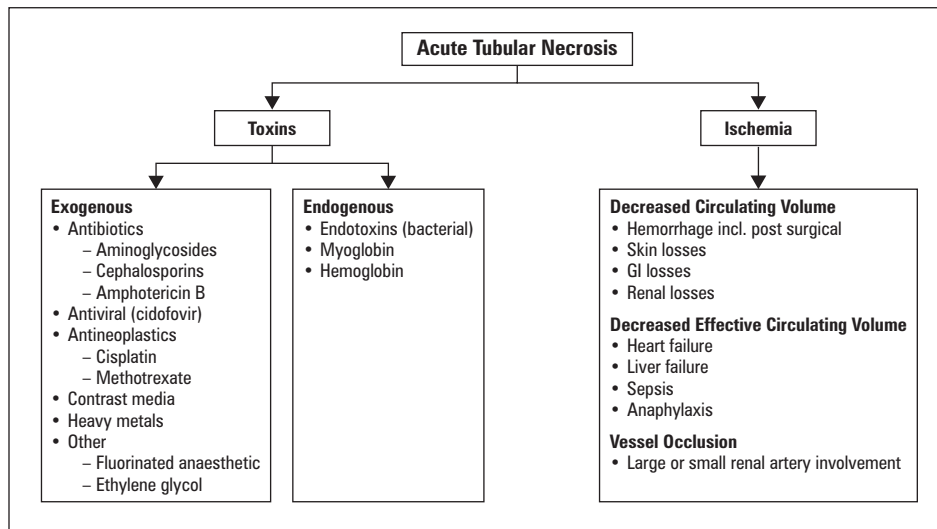 Acute Tubular Necrosis
Toxins
Ischemia
Exogenous
• Antibiotics
– Aminoglycosides
– Cephalosporins
– Amphotericin B
• Antiviral (cidofovir)
• Antineoplastics
– Cisplatin
– Methotrexate
• Contrast media
• Heavy metals
• Other
– Fluorinated anaesthetic
– Ethylene glycol
Endogenous
• Endotoxins (bacterial)
• Myoglobin
• Hemoglobin
Decreased Circulating Volume
• Hemorrhage incl. post surgical
• Skin losses
• GI losses
• Renal losses
Decreased Effective Circulating Volume
• Heart failure
• Liver failure
• Sepsis
• Anaphylaxis
Vessel Occlusion
• Large or small renal artery involvement